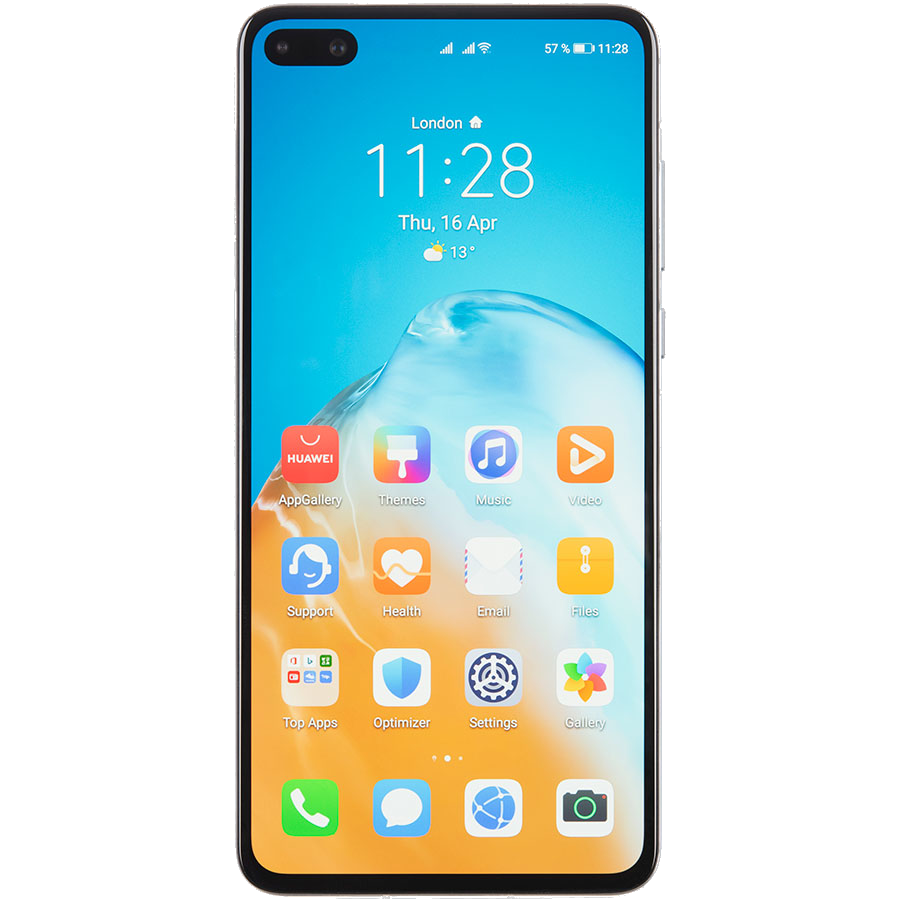 57 % 11:28
London
11:28
Thu, 16 Apr
13°
HUAWEI
AppGallery Themes Music Video
Support Health Email Files
Top Apps Optimizer Settings Gallery